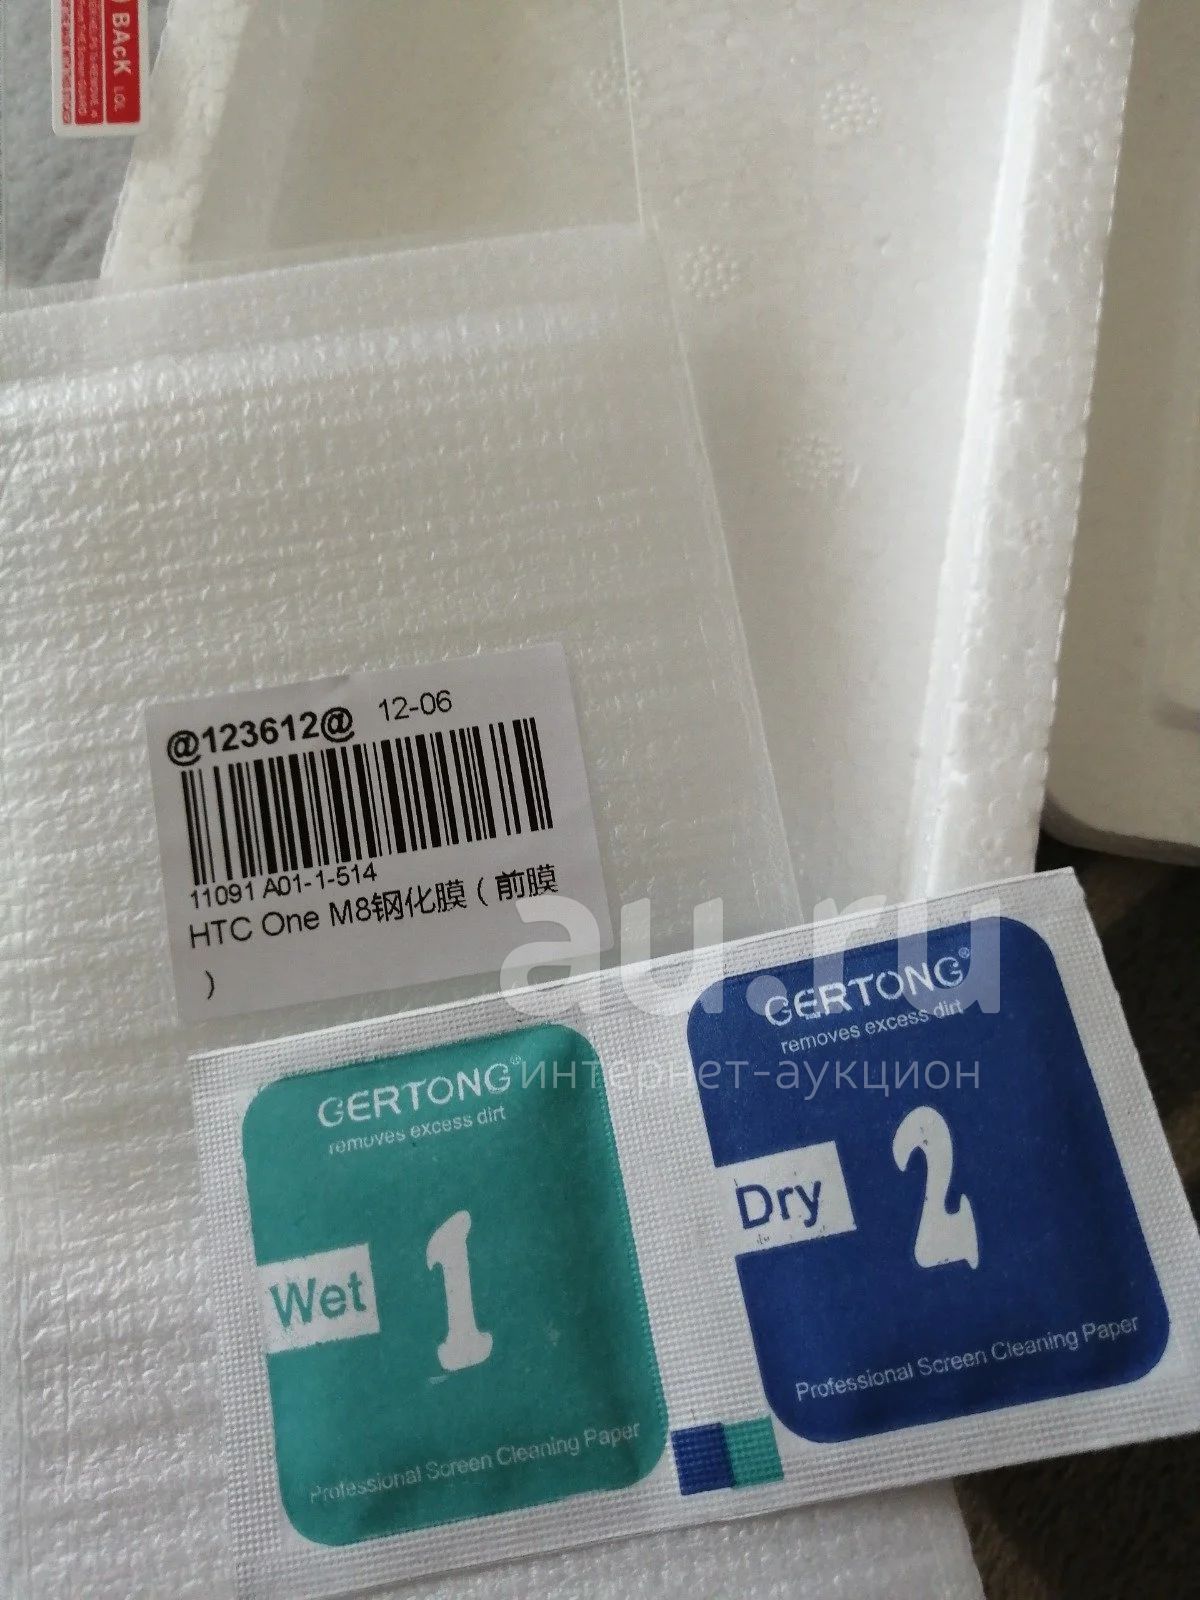 BAcK LOL
@123612@ 12-06
11091 A01-1-514
HTC One M8钢化膜（前膜
）
au.ru
интернет-аукцион
GERTONG®
removes excess dirt
Wet
1
Professional Screen Cleaning Paper
GERTONG®
removes excess dirt
Dry
2
Professional Screen Cleaning Paper